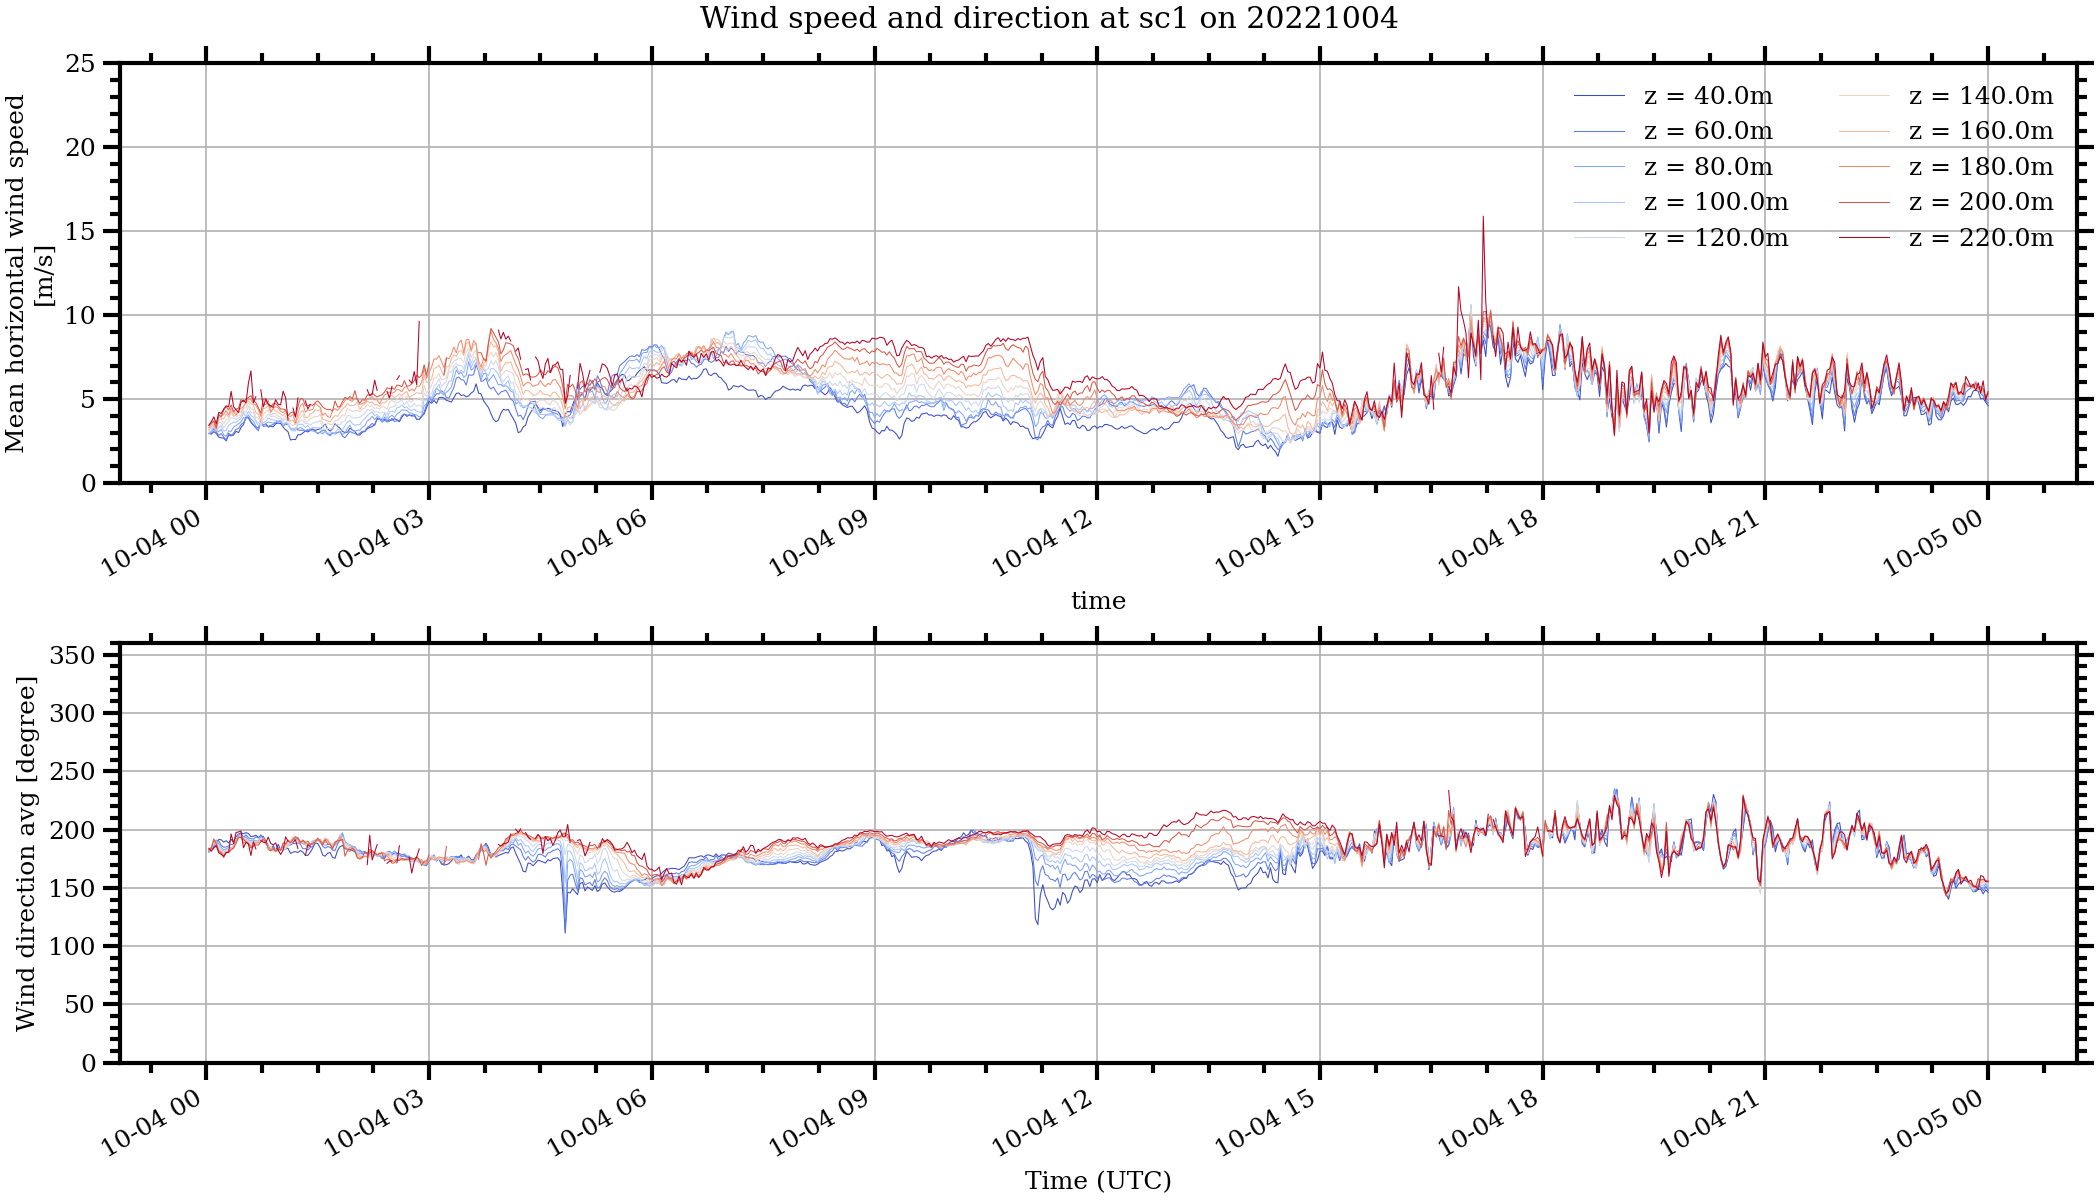 Wind speed and direction at sc1 on 20221004
Mean horizontal wind speed
[m/s]
25
20
15
10
5
0
z = 40.0m
z = 60.0m
z = 80.0m
z = 100.0m
z = 120.0m
z = 140.0m
z = 160.0m
z = 180.0m
z = 200.0m
z = 220.0m
10-04 00
10-04 03
10-04 06
10-04 09
10-04 12
10-04 15
10-04 18
10-04 21
10-05 00
time
Wind direction avg [degree]
350
300
250
200
150
100
50
0
10-04 00
10-04 03
10-04 06
10-04 09
10-04 12
10-04 15
10-04 18
10-04 21
10-05 00
Time (UTC)